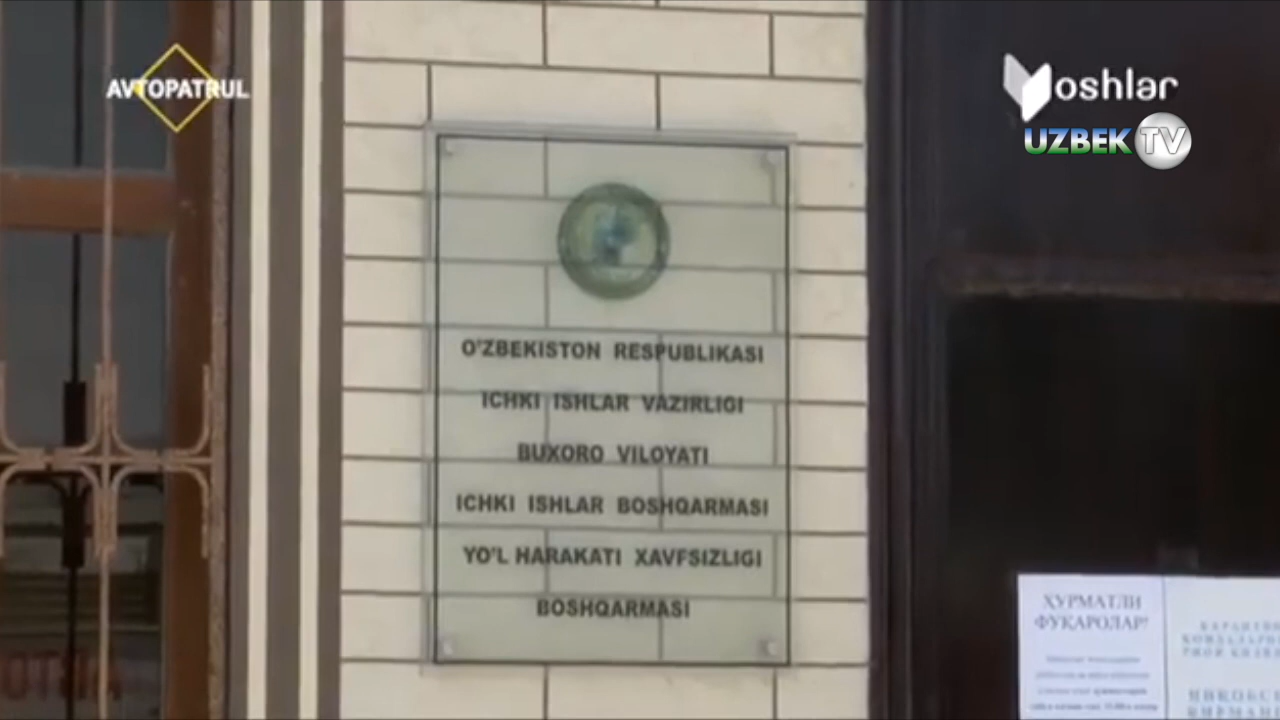 AVTOPATRUL
Yoshlar
UZBEK TV
O'ZBEKISTON RESPUBLIKASI
ICHKI ISHLAR VAZIRLIGI
BUXORO VILOYATI
ICHKI ISHLAR BOSHQARMASI
YO'L HARAKATI XAVFSIZLIGI
BOSHQARMASI
ҲУРМАТЛИ
ФУҚАРОЛАР!